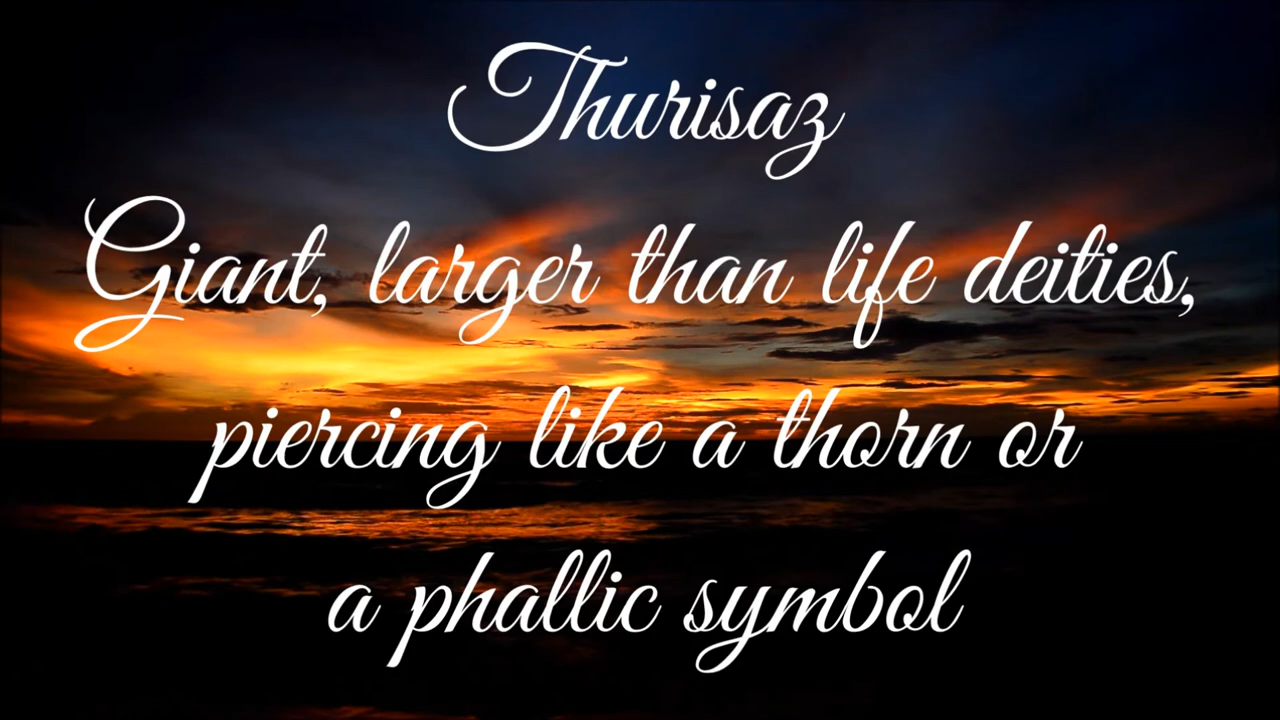 Thurisaz
Giant, larger than life deities,
piercing like a thorn or
a phallic symbol